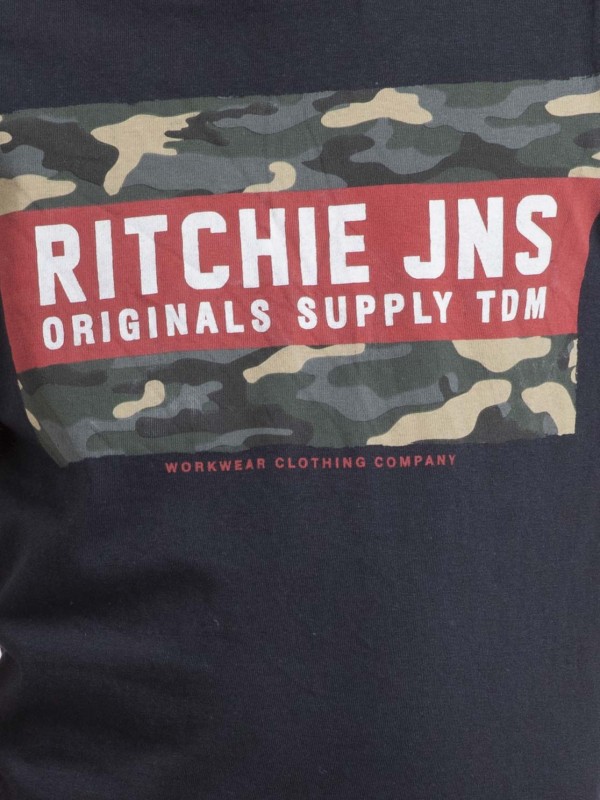 RITCHIE JNS
ORIGINALS SUPPLY TDM
WORKWEAR CLOTHING COMPANY